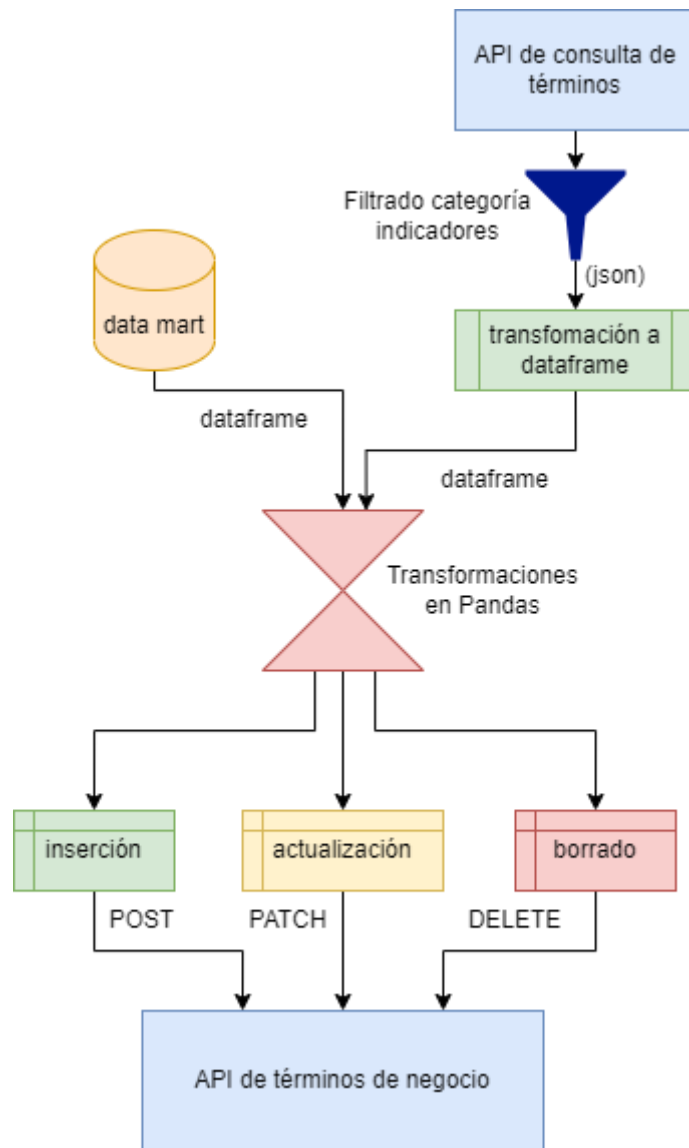 API de consulta de
términos
Filtrado categoría
indicadores
(json)
data mart
transfomación a
dataframe
dataframe
dataframe
Transformaciones
en Pandas
inserción
actualización
borrado
POST
PATCH
DELETE
API de términos de negocio